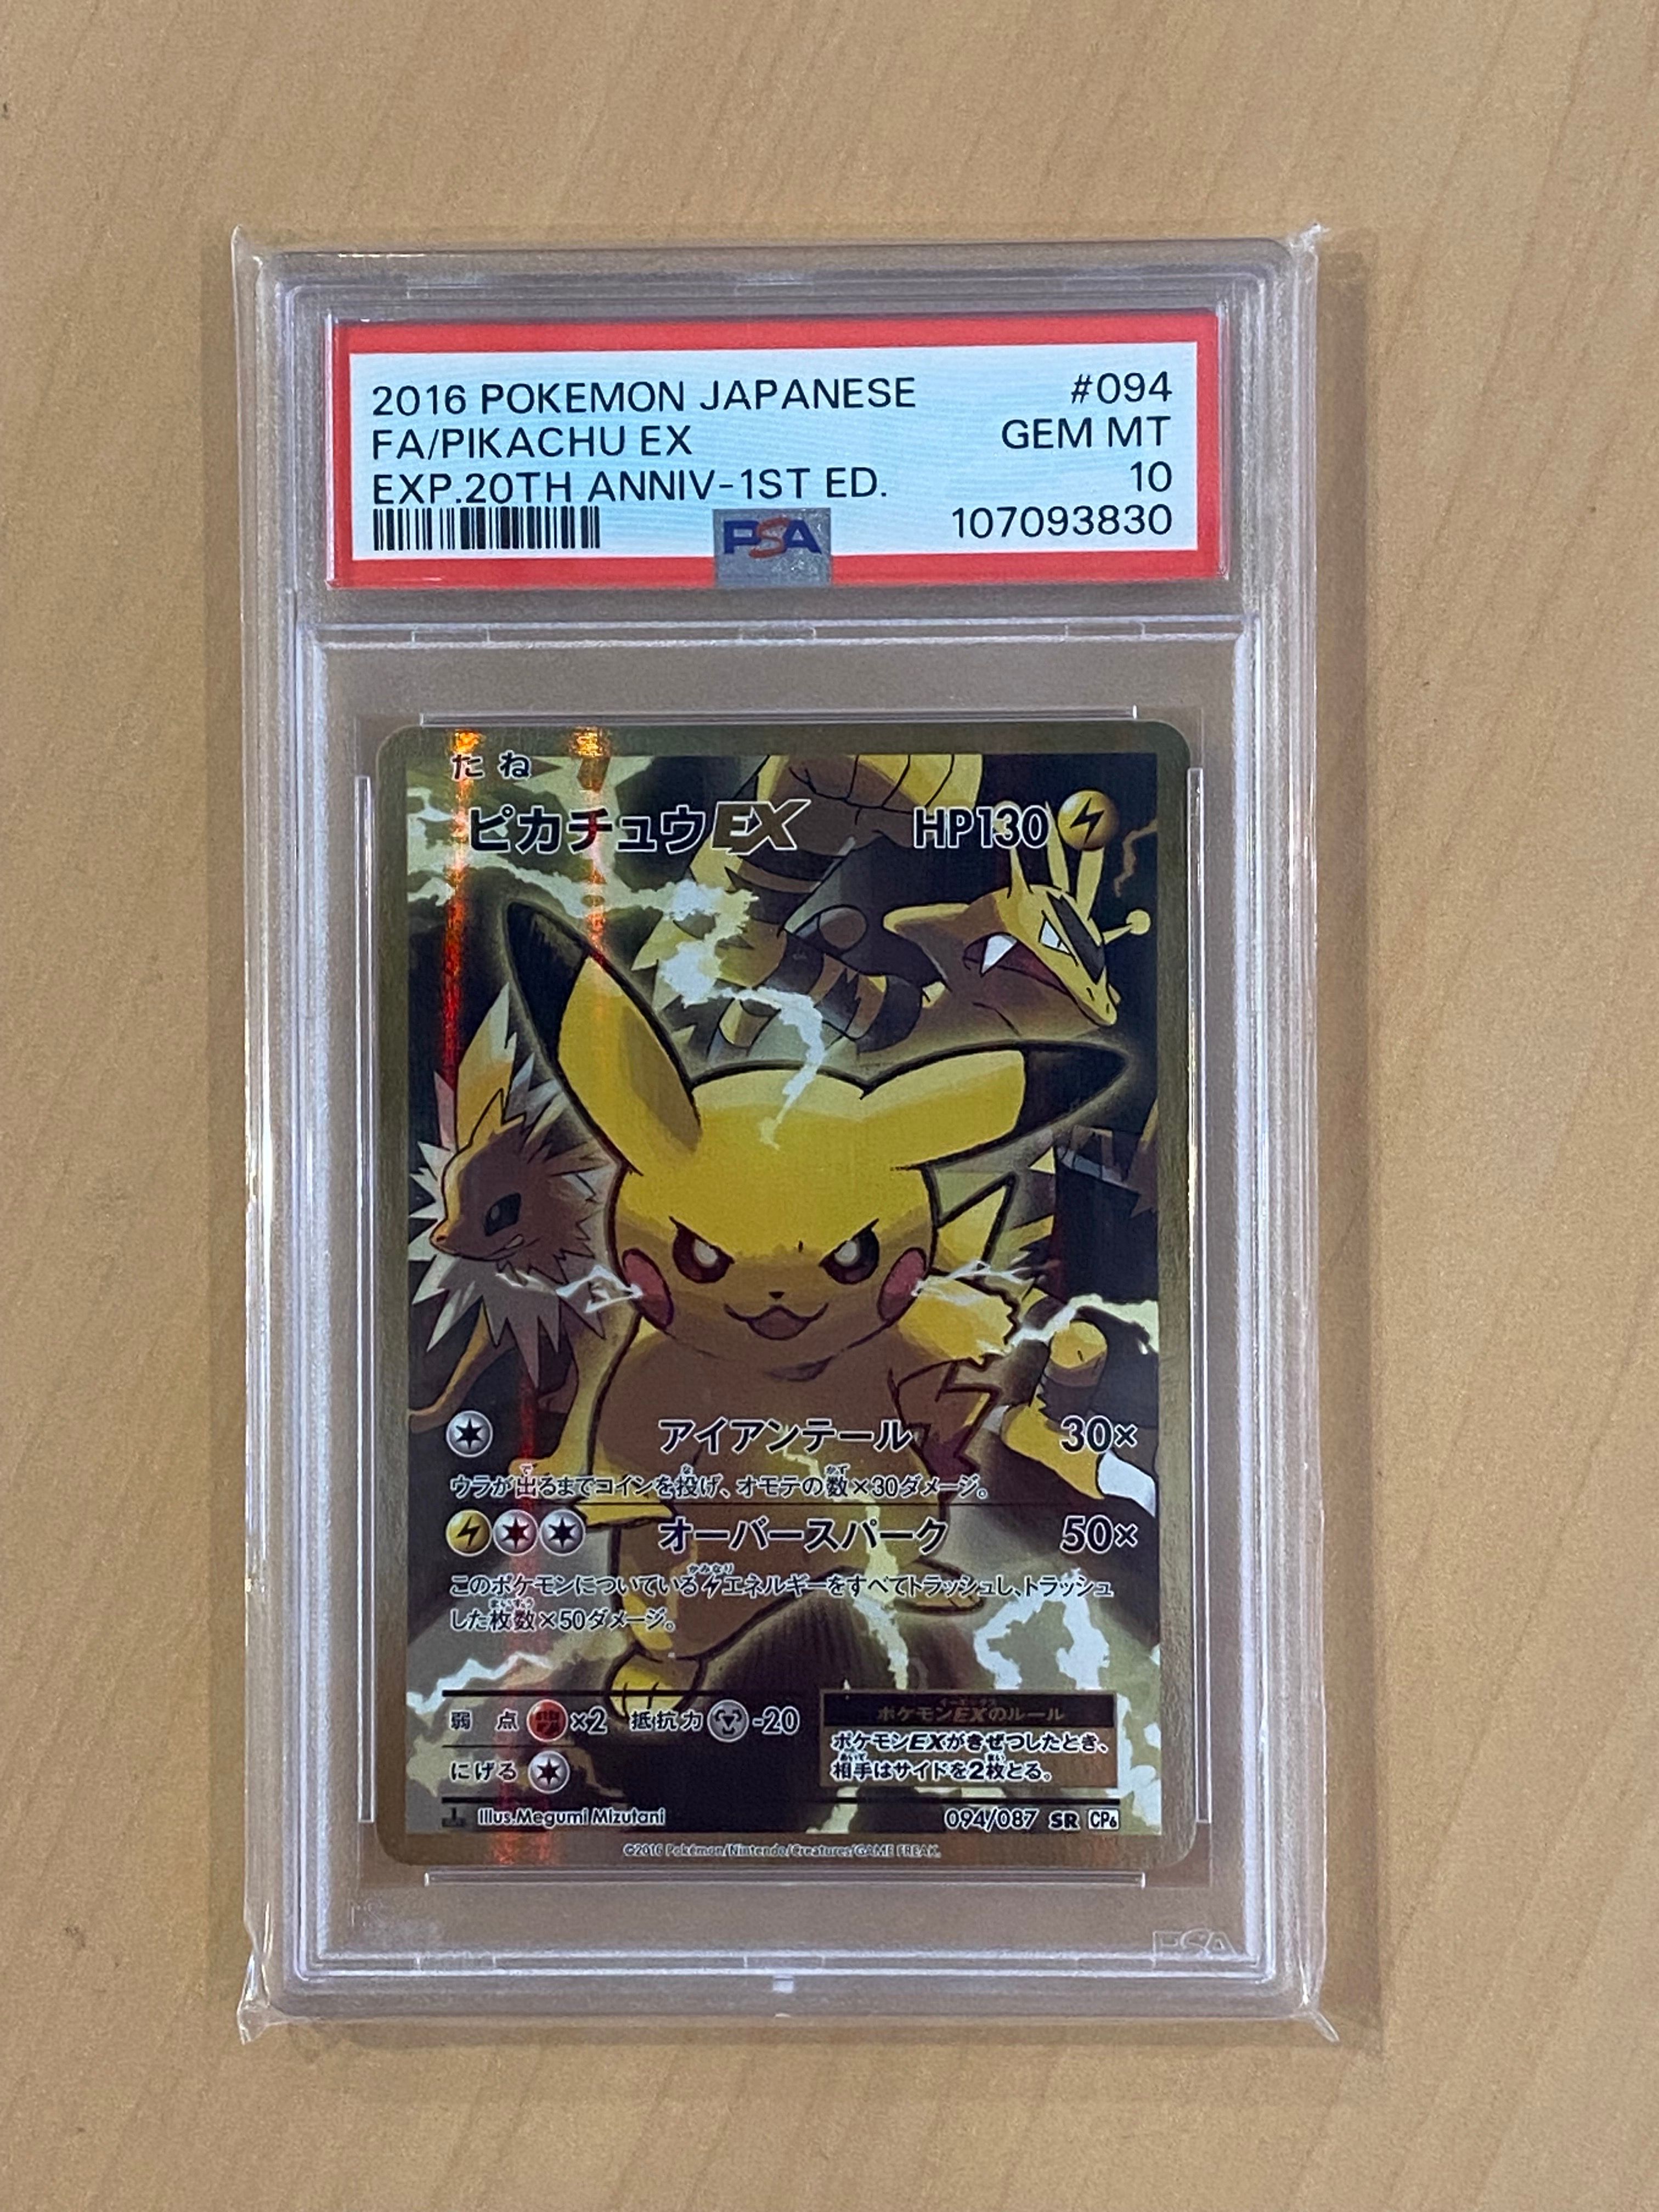 2016 POKEMON JAPANESE #094
FA/PIKACHU EX GEM MT
EXP.20TH ANNIV-1ST ED. 10
PSA 107093830
たね
ピカチュウEX HP130
アイアンテール 30×
ウラが出るまでコインを投げ、オモテの数×30ダメージ。
オーバースパーク 50×
このポケモンについているエネルギーをすべてトラッシュし、トラッシュ
した枚数×50ダメージ。
弱点 ×2 抵抗力 -20
にげる
ポケモンEXのルール
ポケモンEXがきぜつしたとき、
相手はサイドを2枚とる。
Illus.Megumi Mizutani 094/087 SR CP6
©2016 Pokémon/Nintendo/Creatures/GAME FREAK.
PSA